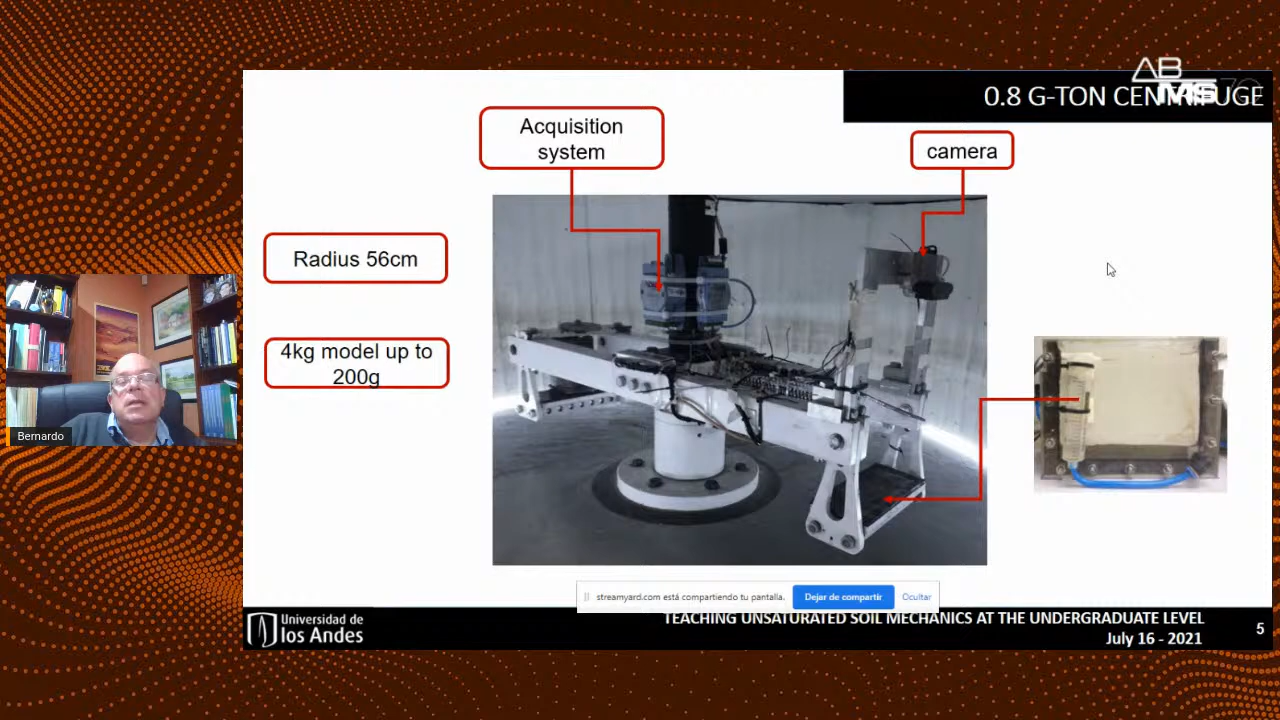 ABMS70
0.8 G-TON CENTRIFUGE
Acquisition
system
camera
Radius 56cm
4kg model up to
200g
Bernardo
streamyard.com está compartiendo tu pantalla.
Dejar de compartir
Ocultar
Universidad de
los Andes
TEACHING UNSATURATED SOIL MECHANICS AT THE UNDERGRADUATE LEVEL
July 16 - 2021
5